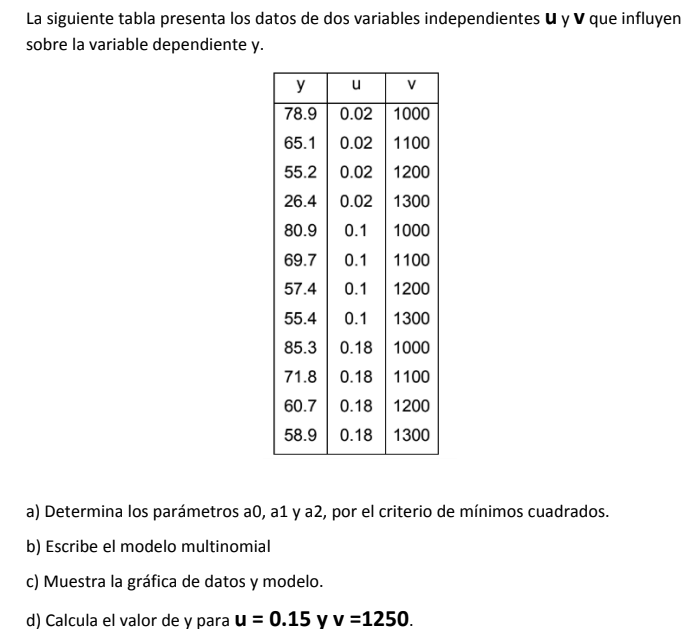 La siguiente tabla presenta los datos de dos variables independientes u y v que influyen
sobre la variable dependiente y.
y u v
78.9 0.02 1000
65.1 0.02 1100
55.2 0.02 1200
26.4 0.02 1300
80.9 0.1 1000
69.7 0.1 1100
57.4 0.1 1200
55.4 0.1 1300
85.3 0.18 1000
71.8 0.18 1100
60.7 0.18 1200
58.9 0.18 1300
a) Determina los parámetros a0, a1 y a2, por el criterio de mínimos cuadrados.
b) Escribe el modelo multinomial
c) Muestra la gráfica de datos y modelo.
d) Calcula el valor de y para u = 0.15 y v =1250.